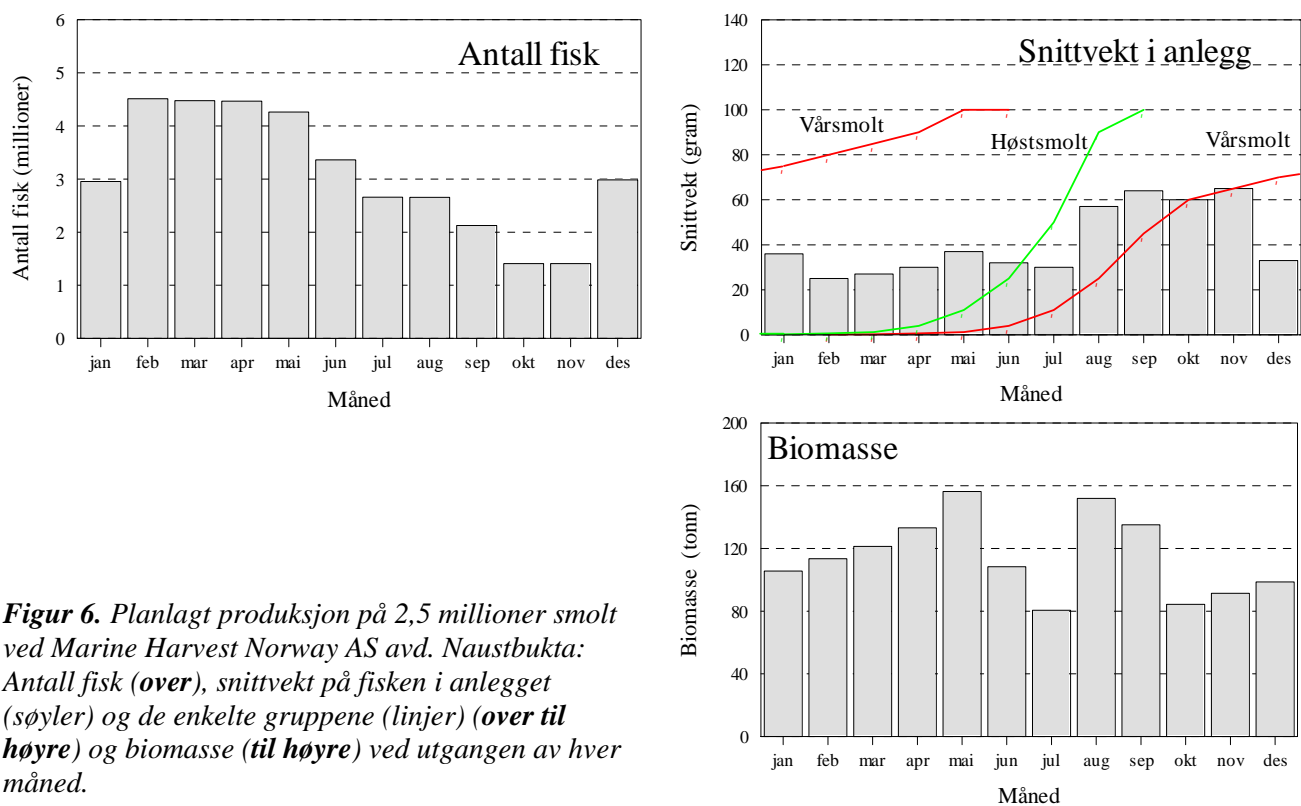 Antall fisk
Antall fisk (millioner)
6
5
4
3
2
1
0
jan feb mar apr mai jun jul aug sep okt nov des
Måned
Snittvekt i anlegg
Snittvekt (gram)
140
120
100
80
60
40
20
0
Vårsmolt
Høstsmolt
Vårsmolt
jan feb mar apr mai jun jul aug sep okt nov des
Måned
Biomasse
Biomasse (tonn)
200
160
120
80
40
0
jan feb mar apr mai jun jul aug sep okt nov des
Måned
Figur 6. Planlagt produksjon på 2,5 millioner smolt
ved Marine Harvest Norway AS avd. Naustbukta:
Antall fisk (over), snittvekt på fisken i anlegget
(søyler) og de enkelte gruppene (linjer) (over til
høyre) og biomasse (til høyre) ved utgangen av hver
måned.